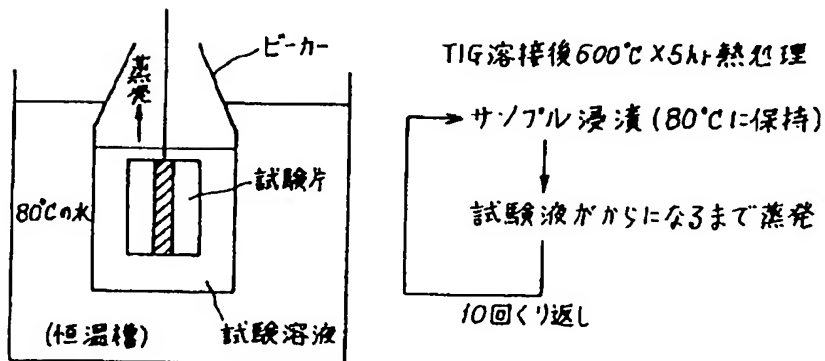 ビーカー
蒸発
試験片
80℃の水
(恒温槽)
試験溶液
TIG溶接後600℃×5hr熱処理
サンプル浸漬(80℃に保持)
試験液がからになるまで蒸発
10回くり返し